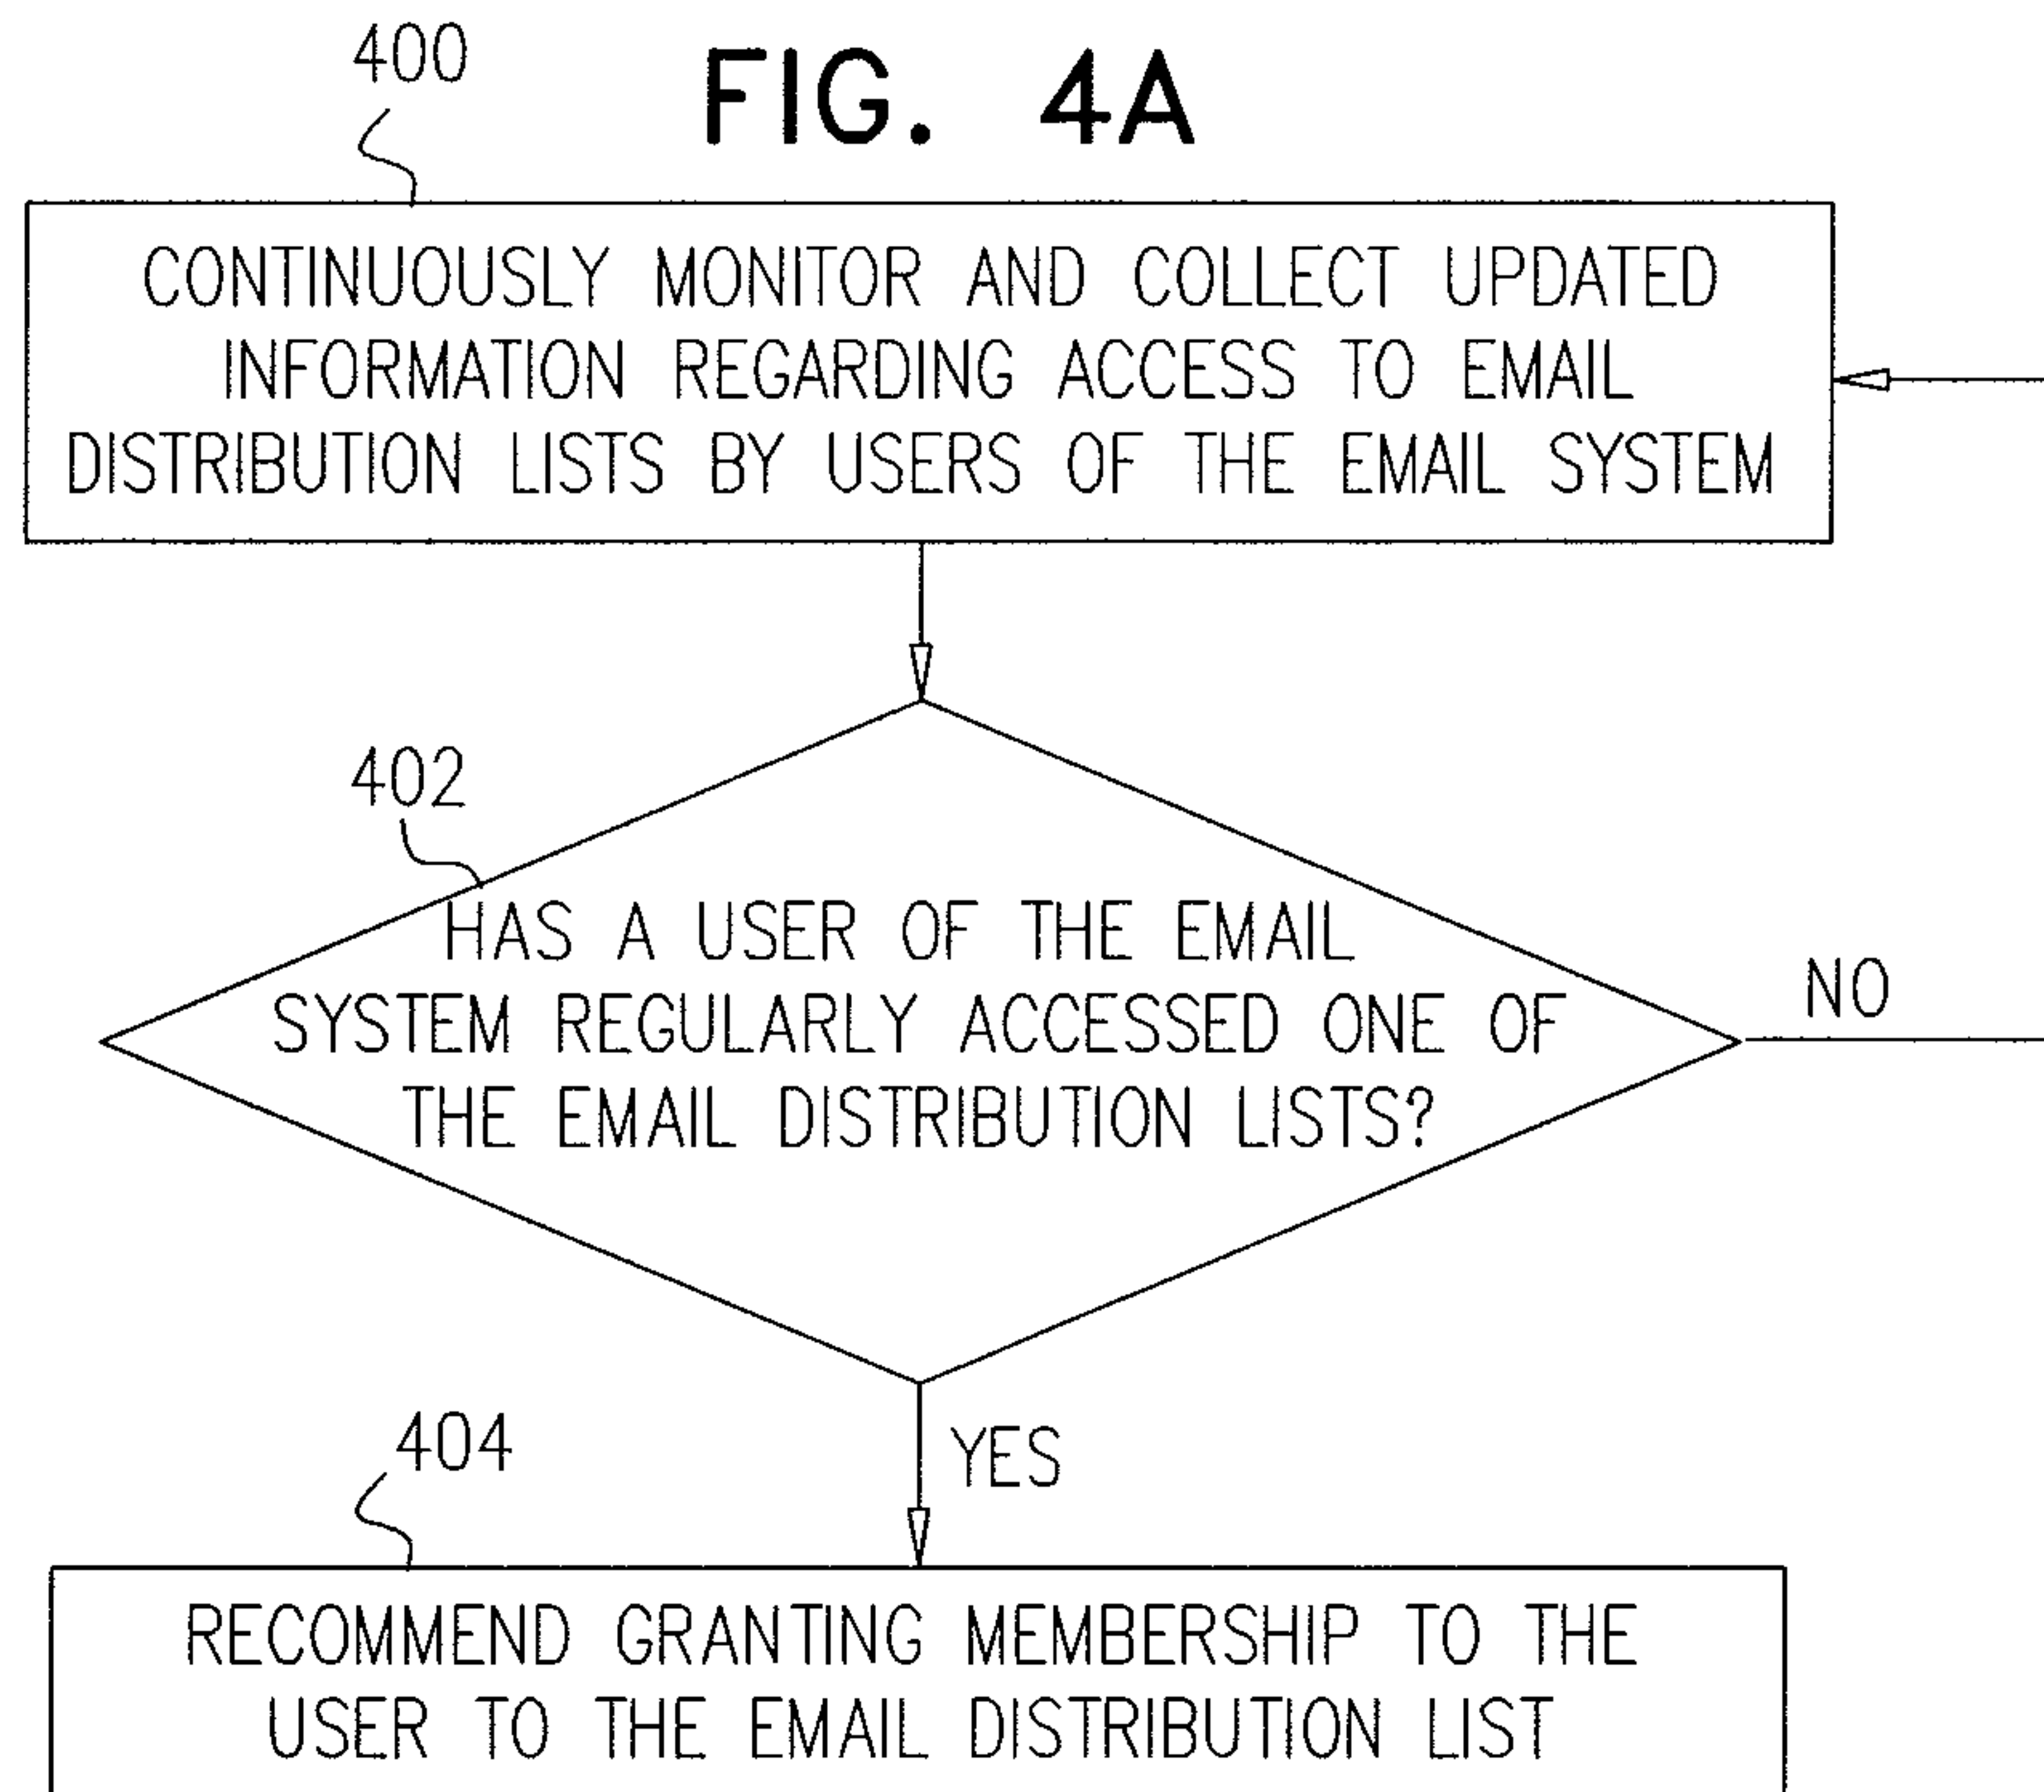 400
FIG. 4A
CONTINUOUSLY MONITOR AND COLLECT UPDATED
INFORMATION REGARDING ACCESS TO EMAIL
DISTRIBUTION LISTS BY USERS OF THE EMAIL SYSTEM
402
HAS A USER OF THE EMAIL
SYSTEM REGULARLY ACCESSED ONE OF
THE EMAIL DISTRIBUTION LISTS?
NO
YES
404
RECOMMEND GRANTING MEMBERSHIP TO THE
USER TO THE EMAIL DISTRIBUTION LIST